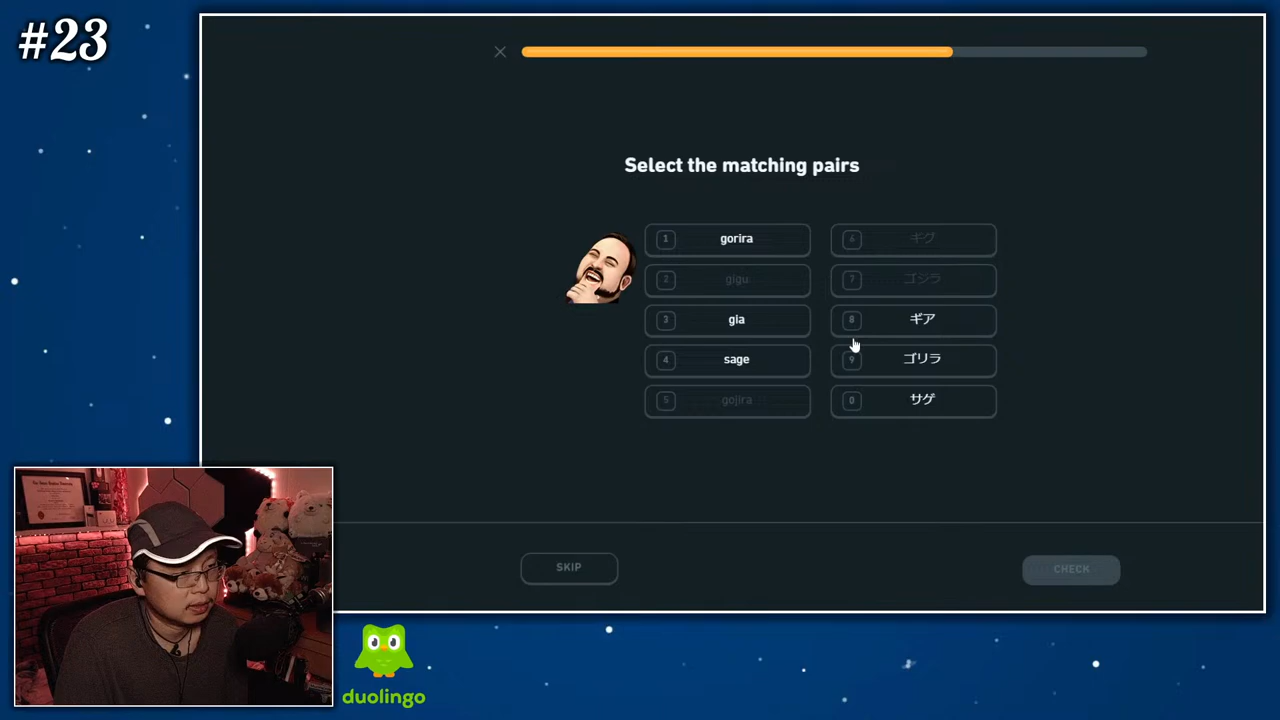 #23
Select the matching pairs
1 gorira
6 ギグ
2 gigu
7 ゴジラ
3 gia
8 ギア
4 sage
9 ゴリラ
5 gojira
0 サゲ
SKIP
CHECK
duolingo